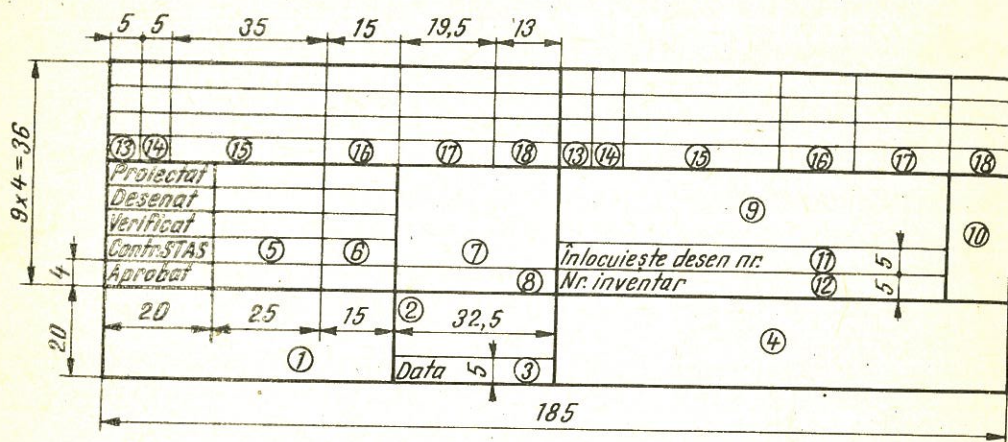 5 5 35 15 19,5 13
9x4=36
⑬ ⑭ ⑮ ⑯ ⑰ ⑱ ⑬ ⑭ ⑮ ⑯ ⑰ ⑱
Proiectat
Desenat
Verificat
⑨
⑩
Contr.STAS ⑤ ⑥ ⑦ Înlocuiește desen nr. ⑪ 5
4 Aprobat ⑧ Nr. inventar ⑫ 5
20 25 15 ② 32,5
20 ① Data 5 ③ ④
185